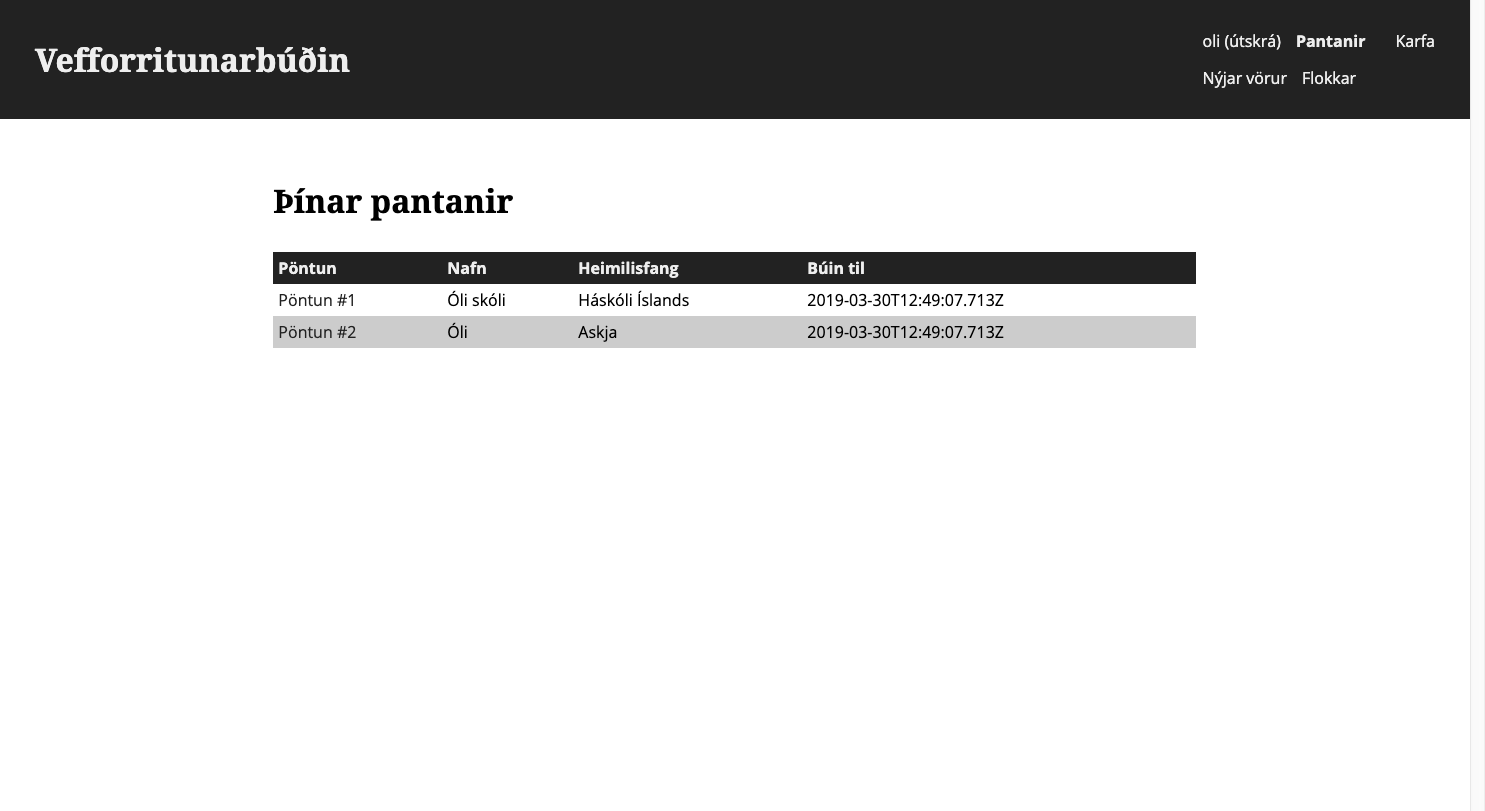 Vefforritunarbúðin
oli (útskrá) Pantanir Karfa
Nýjar vörur Flokkar
Þínar pantanir
Pöntun Nafn Heimilisfang Búin til
Pöntun #1 Óli skóli Háskóli Íslands 2019-03-30T12:49:07.713Z
Pöntun #2 Óli Askja 2019-03-30T12:49:07.713Z